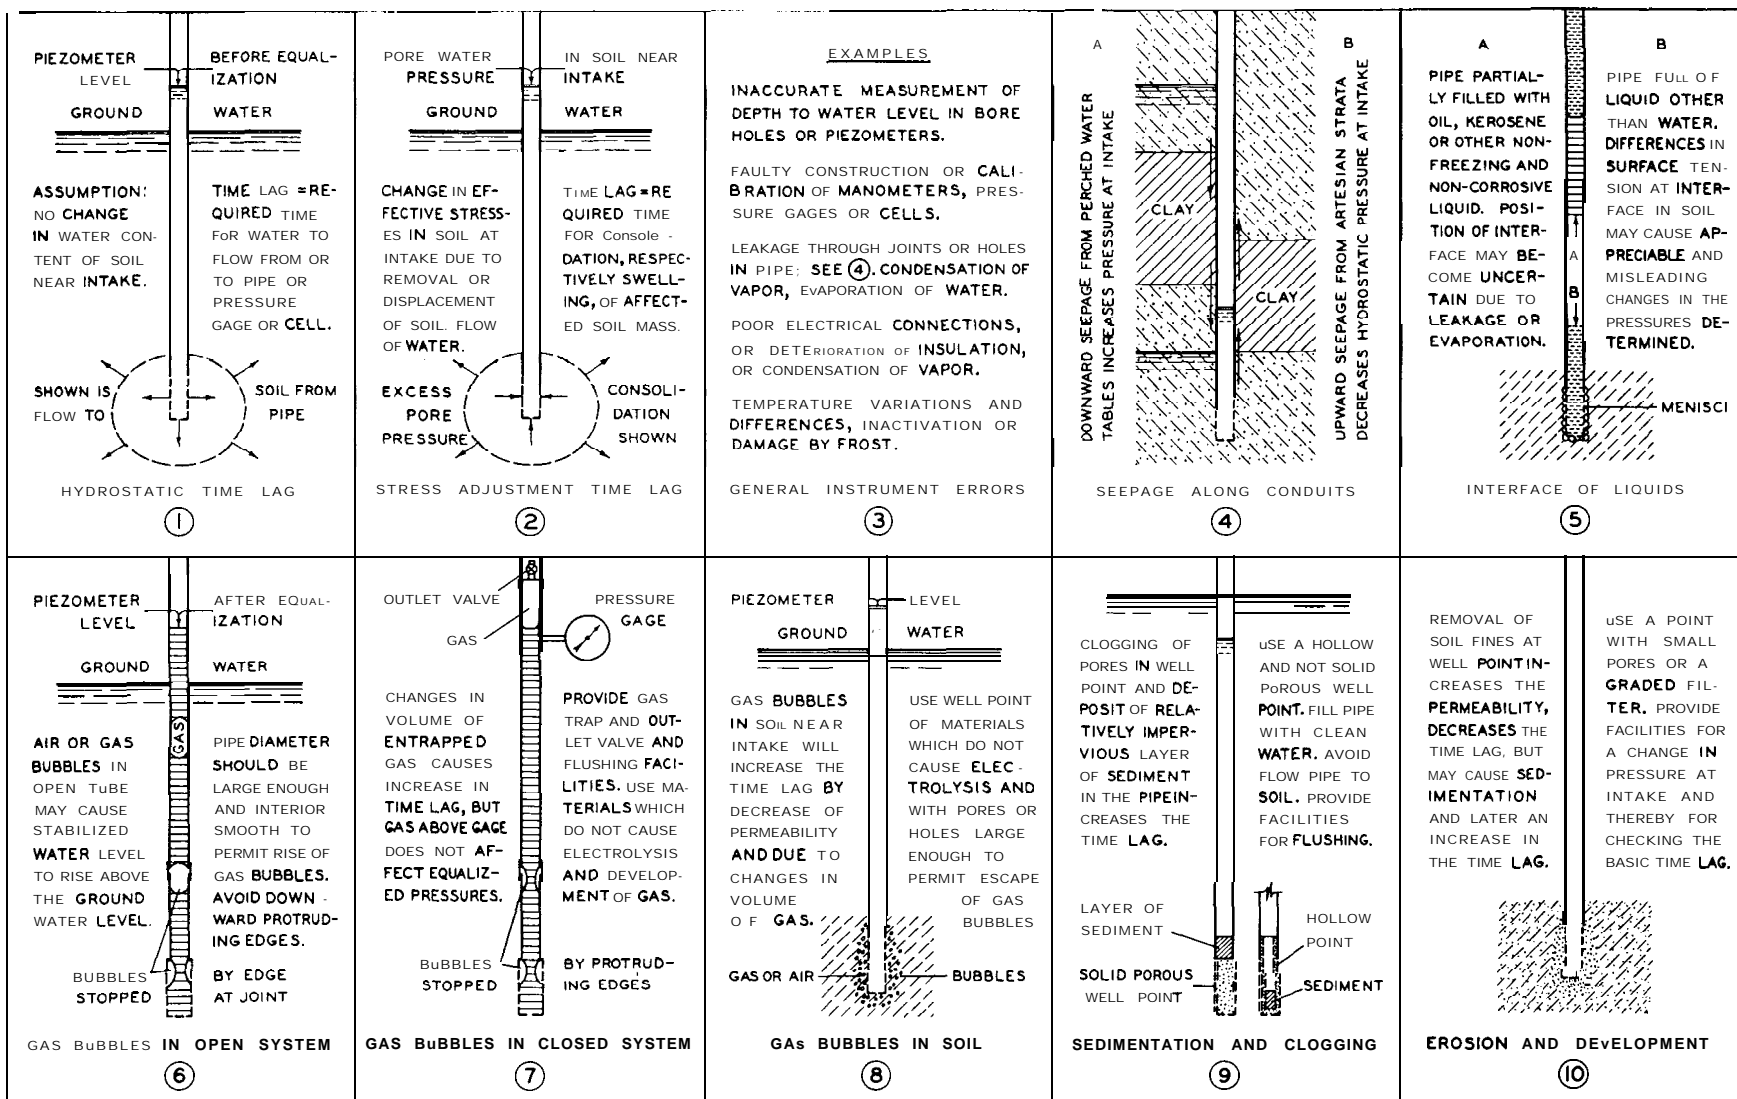 PIEZOMETER
LEVEL
BEFORE EQUAL-
IZATION
GROUND WATER
ASSUMPTION:
NO CHANGE
IN WATER CON-
TENT OF SOIL
NEAR INTAKE.
TIME LAG = RE-
QUIRED TIME
FoR WATER TO
FLOW FROM OR
TO PIPE OR
PRESSURE
GAGE OR CELL.
SHOWN IS
FLOW TO
SOIL FROM
PIPE
HYDROSTATIC TIME LAG
1
PORE WATER
PRESSURE
IN SOIL NEAR
INTAKE
GROUND WATER
CHANGE IN EF-
FECTIVE STRESS-
ES IN SOIL AT
INTAKE DUE TO
REMOVAL OR
DISPLACEMENT
OF SOIL. FLOW
OF WATER.
TIME LAG = RE
QUIRED TIME
FOR Console -
DATION, RESPEC-
TIVELY SWELL-
ING, OF AFFECT-
ED SOIL MASS.
EXCESS
PORE
PRESSURE
CONSOLI-
DATION
SHOWN
STRESS ADJUSTMENT TIME LAG
2
EXAMPLES
INACCURATE MEASUREMENT OF
DEPTH TO WATER LEVEL IN BORE
HOLES OR PIEZOMETERS.
FAULTY CONSTRUCTION OR CALI-
BRATION OF MANOMETERS, PRES-
SURE GAGES OR CELLS.
LEAKAGE THROUGH JOINTS OR HOLES
IN PIPE; SEE 4. CONDENSATION OF
VAPOR, EvAPORATION OF WATER.
POOR ELECTRICAL CONNECTIONS,
OR DETERIORATION OF INSULATION,
OR CONDENSATION OF VAPOR.
TEMPERATURE VARIATIONS AND
DIFFERENCES, INACTIVATION OR
DAMAGE BY FROST.
GENERAL INSTRUMENT ERRORS
3
A
DOWNWARD SEEPAGE FROM PERCHED WATER
TABLES INCREASES PRESSURE AT INTAKE
CLAY
CLAY
B
UPWARD SEEPAGE FROM ARTESIAN STRATA
DECREASES HYDROSTATIC PRESSURE AT INTAKE
SEEPAGE ALONG CONDUITS
4
A
PIPE PARTIAL-
LY FILLED WITH
OIL, KEROSENE
OR OTHER NON-
FREEZING AND
NON-CORROSIVE
LIQUID. POSI-
TION OF INTER-
FACE MAY BE-
COME UNCER-
TAIN DUE TO
LEAKAGE OR
EVAPORATION.
A
B
B
PIPE FULL OF
LIQUID OTHER
THAN WATER.
DIFFERENCES IN
SURFACE TEN-
SION AT INTER-
FACE IN SOIL
MAY CAUSE AP-
PRECIABLE AND
MISLEADING
CHANGES IN THE
PRESSURES DE-
TERMINED.
MENISCI
INTERFACE OF LIQUIDS
5
PIEZOMETER
LEVEL
AFTER EQUAL-
IZATION
GROUND WATER
GAS
AIR OR GAS
BUBBLES IN
OPEN TuBE
MAY CAUSE
STABILIZED
WATER LEVEL
TO RISE ABOVE
THE GROUND
WATER LEVEL.
PIPE DIAMETER
SHOULD BE
LARGE ENOUGH
AND INTERIOR
SMOOTH TO
PERMIT RISE OF
GAS BUBBLES.
AVOID DOWN -
WARD PROTRUD-
ING EDGES.
BUBBLES
STOPPED
BY EDGE
AT JOINT
GAS BuBBLES IN OPEN SYSTEM
6
OUTLET VALVE
GAS
PRESSURE
GAGE
CHANGES IN
VOLUME OF
ENTRAPPED
GAS CAUSES
INCREASE IN
TIME LAG, BUT
GAS ABOVE GAGE
DOES NOT AF-
FECT EQUALIZ-
ED PRESSURES.
PROVIDE GAS
TRAP AND OUT-
LET VALVE AND
FLUSHING FACI-
LITIES. USE MA-
TERIALS WHICH
DO NOT CAUSE
ELECTROLYSIS
AND DEVELOP-
MENT OF GAS.
BuBBLES
STOPPED
BY PROTRUD-
ING EDGES
GAS BuBBLES IN CLOSED SYSTEM
7
PIEZOMETER LEVEL
GROUND WATER
GAS BUBBLES
IN SOIL NEAR
INTAKE WILL
INCREASE THE
TIME LAG BY
DECREASE OF
PERMEABILITY
AND DUE TO
CHANGES IN
VOLUME
OF GAS.
USE WELL POINT
OF MATERIALS
WHICH DO NOT
CAUSE ELEC -
TROLYSIS AND
WITH PORES OR
HOLES LARGE
ENOUGH TO
PERMIT ESCAPE
OF GAS
BUBBLES
GAS OR AIR BUBBLES
GAs BUBBLES IN SOIL
8
CLOGGING OF
PORES IN WELL
POINT AND DE-
POSIT OF RELA-
TIVELY IMPER-
VIOUS LAYER
OF SEDIMENT
IN THE PIPEIN-
CREASES THE
TIME LAG.
uSE A HOLLOW
AND NOT SOLID
PoROUS WELL
POINT. FILL PIPE
WITH CLEAN
WATER. AVOID
FLOW PIPE TO
SOIL. PROVIDE
FACILITIES
FOR FLUSHING.
LAYER OF
SEDIMENT
SOLID POROUS
WELL POINT
HOLLOW
POINT
SEDIMENT
SEDIMENTATION AND CLOGGING
9
REMOVAL OF
SOIL FINES AT
WELL POINT IN-
CREASES THE
PERMEABILITY,
DECREASES THE
TIME LAG, BUT
MAY CAUSE SED-
IMENTATION
AND LATER AN
INCREASE IN
THE TIME LAG.
uSE A POINT
WITH SMALL
PORES OR A
GRADED FIL-
TER. PROVIDE
FACILITIES FOR
A CHANGE IN
PRESSURE AT
INTAKE AND
THEREBY FOR
CHECKING THE
BASIC TIME LAG.
EROSION AND DEvELOPMENT
10